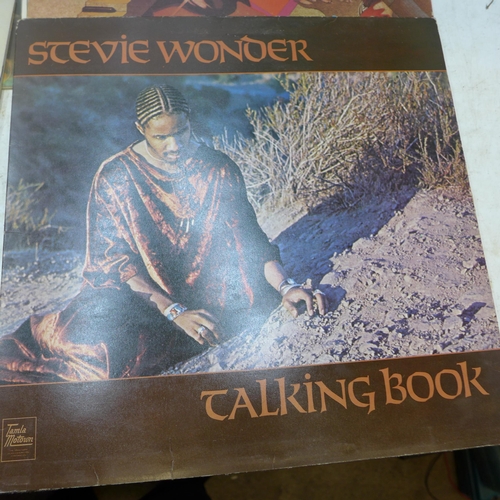 STEViE WONDER
TALKiNG BOOK
Tamla
Motown